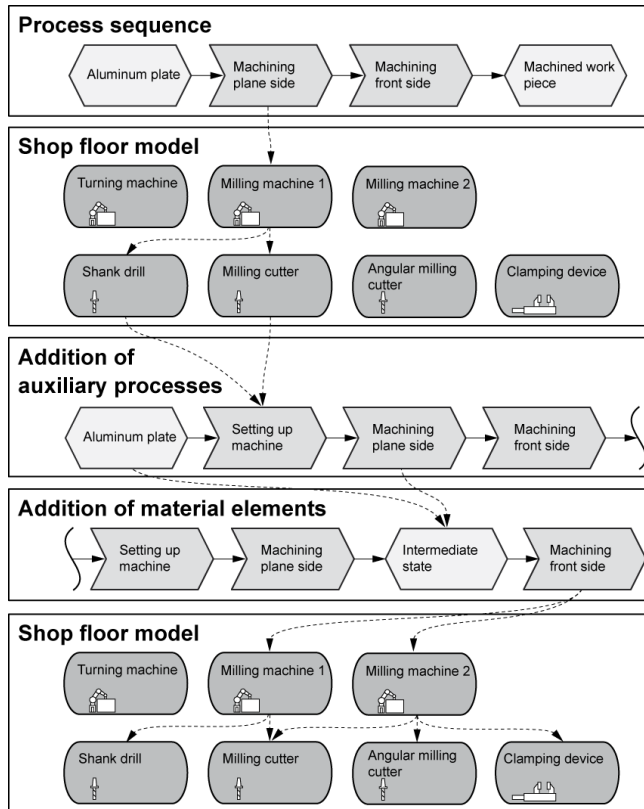 Process sequence
Aluminum plate
Machining
plane side
Machining
front side
Machined work
piece
Shop floor model
Turning machine
Milling machine 1
Milling machine 2
Shank drill
Milling cutter
Angular milling
cutter
Clamping device
Addition of
auxiliary processes
Aluminum plate
Setting up
machine
Machining
plane side
Machining
front side
Addition of material elements
Setting up
machine
Machining
plane side
Intermediate
state
Machining
front side
Shop floor model
Turning machine
Milling machine 1
Milling machine 2
Shank drill
Milling cutter
Angular milling
cutter
Clamping device